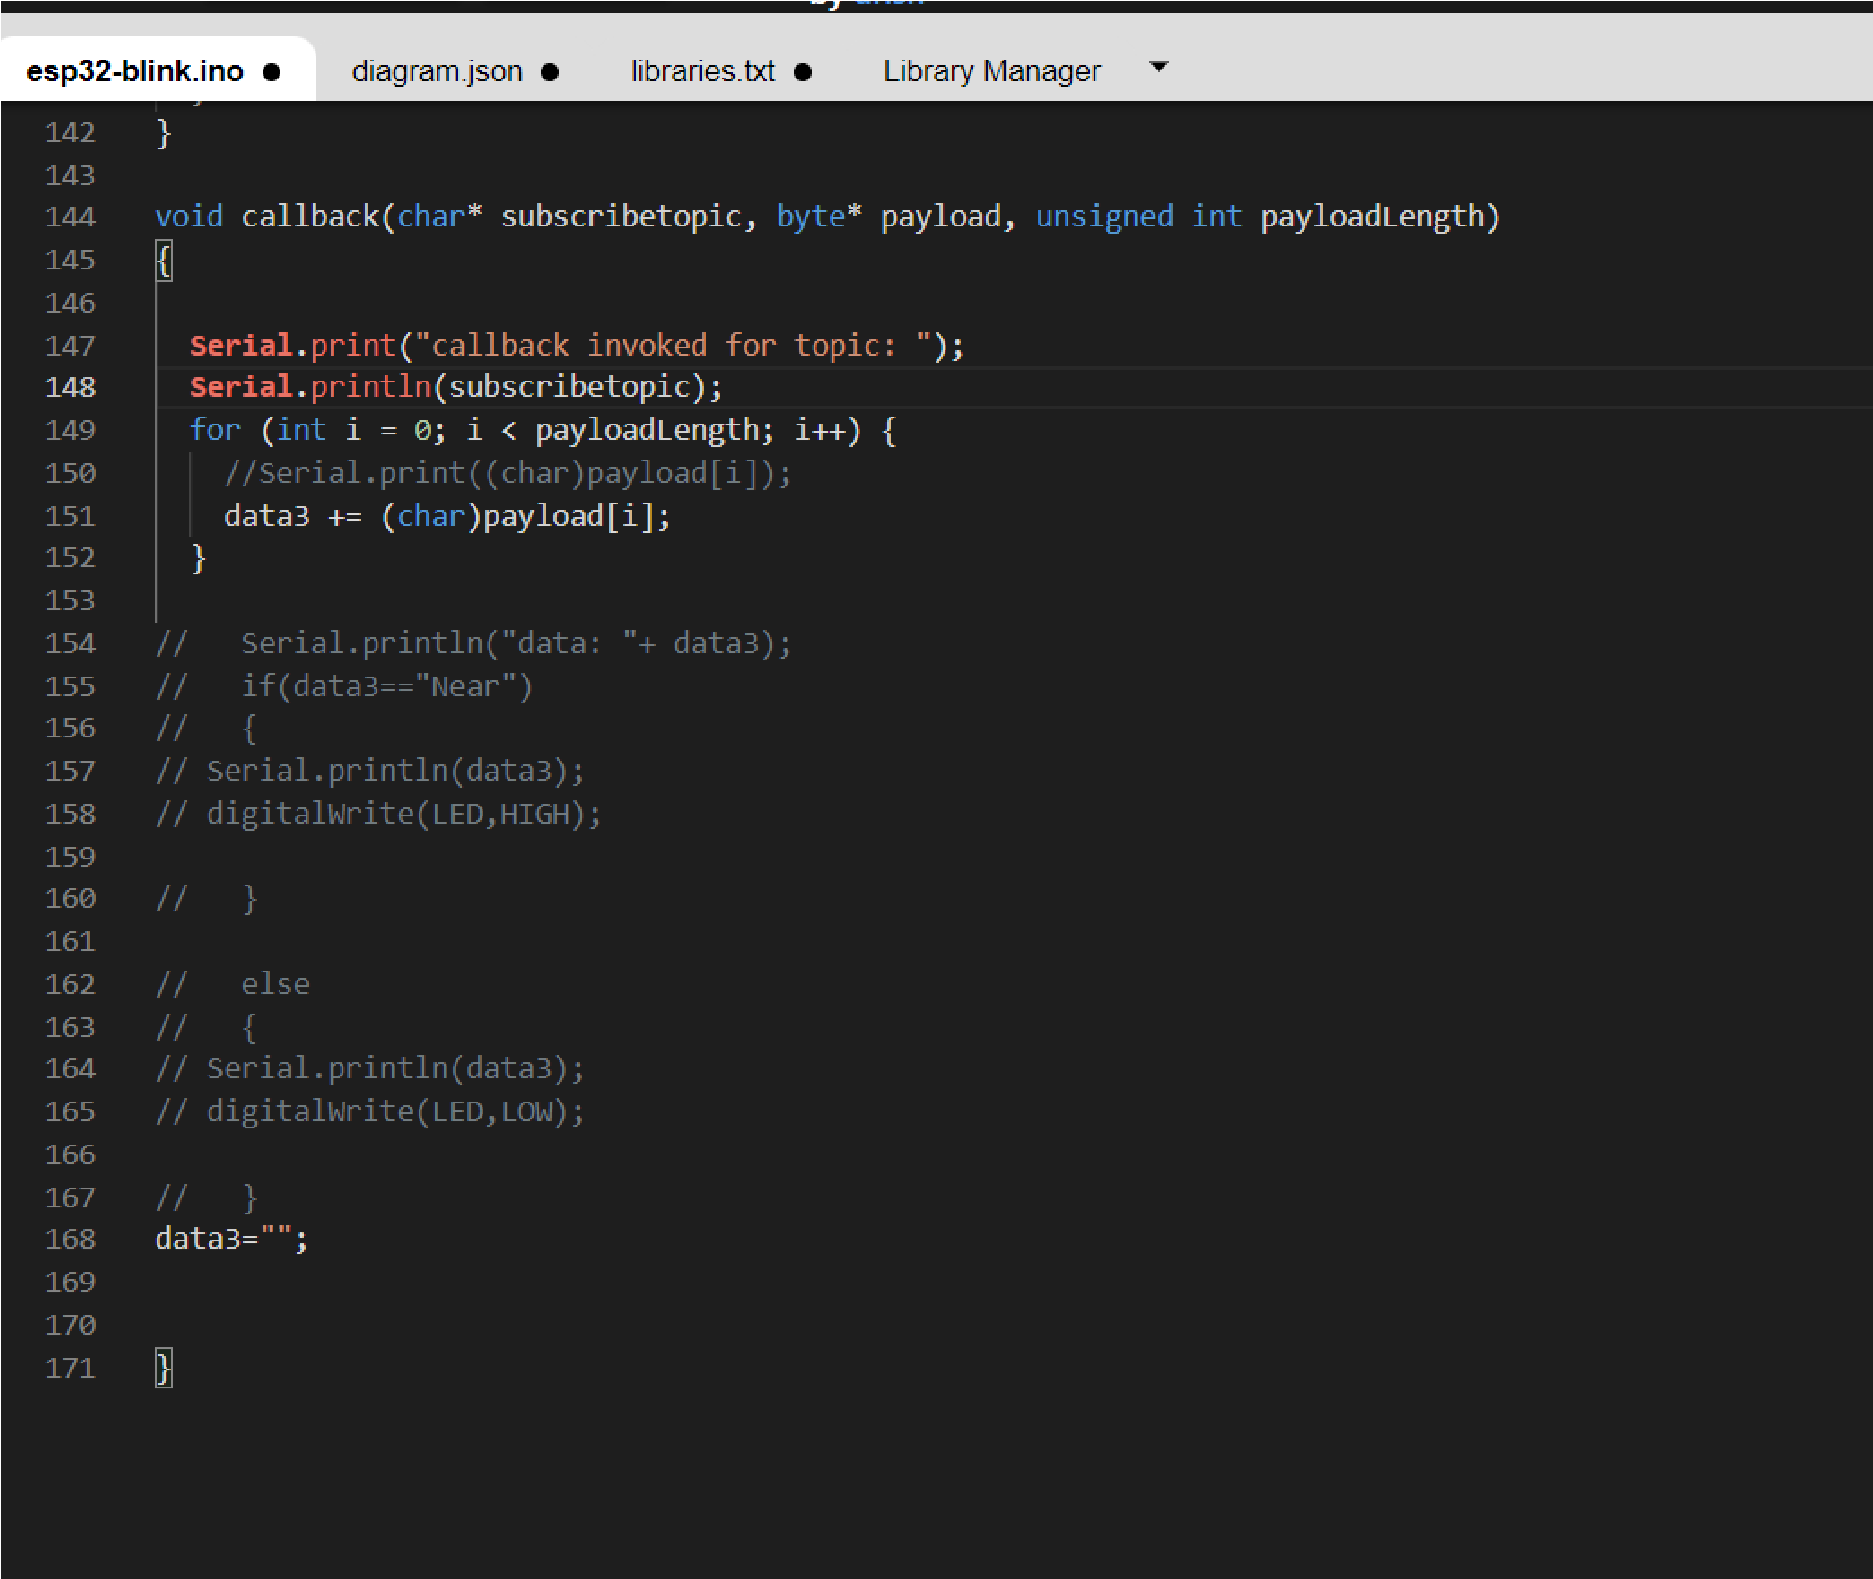 esp32-blink.ino ● diagram.json ● libraries.txt ● Library Manager ▼
142 }
143
144 void callback(char* subscribetopic, byte* payload, unsigned int payloadLength)
145 {
146
147   Serial.print("callback invoked for topic: ");
148   Serial.println(subscribetopic);
149   for (int i = 0; i < payloadLength; i++) {
150     //Serial.print((char)payload[i]);
151     data3 += (char)payload[i];
152   }
153
154 //   Serial.println("data: "+ data3);
155 //   if(data3=="Near")
156 //   {
157 // Serial.println(data3);
158 // digitalWrite(LED,HIGH);
159
160 //   }
161
162 //   else
163 //   {
164 // Serial.println(data3);
165 // digitalWrite(LED,LOW);
166
167 //   }
168 data3="";
169
170
171 }